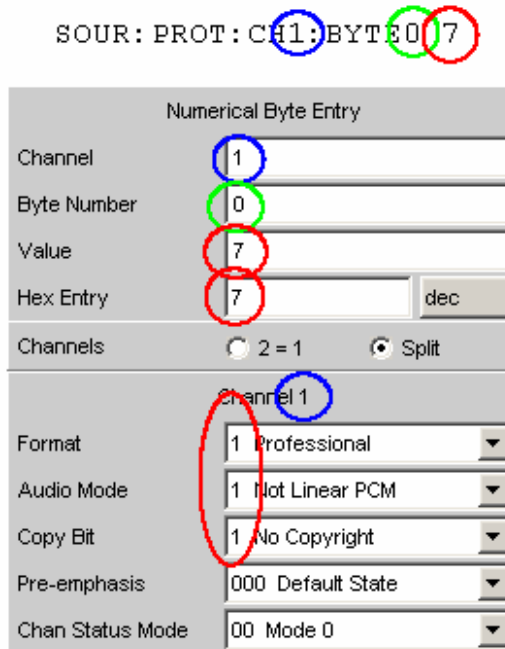 SOUR:PROT:CH1:BYTE0 7
Numerical Byte Entry
Channel 1
Byte Number 0
Value 7
Hex Entry 7 dec
Channels 2 = 1 Split
Channel 1
Format 1 Professional
Audio Mode 1 Not Linear PCM
Copy Bit 1 No Copyright
Pre-emphasis 000 Default State
Chan Status Mode 00 Mode 0